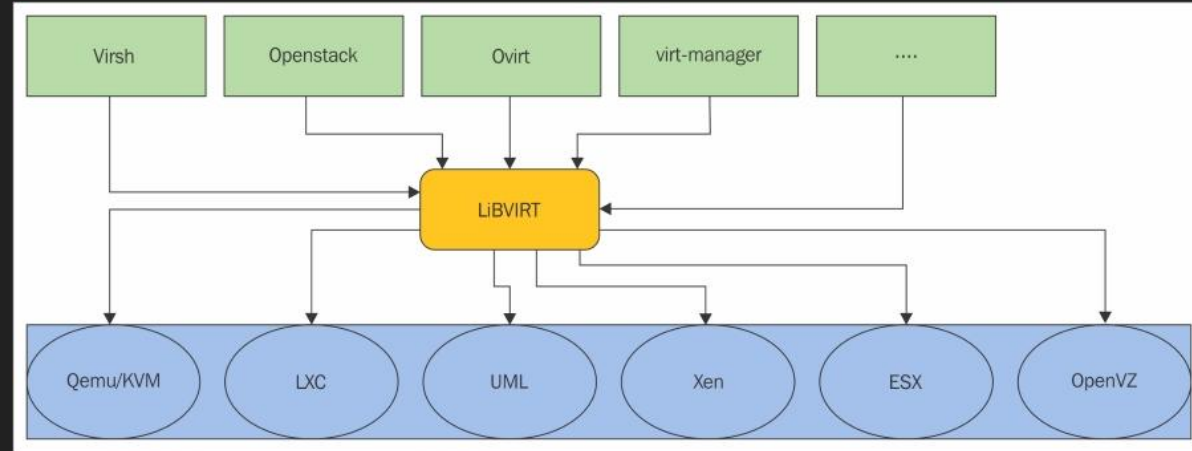 Virsh
Openstack
Ovirt
virt-manager
....
LiBVIRT
Qemu/KVM
LXC
UML
Xen
ESX
OpenVZ